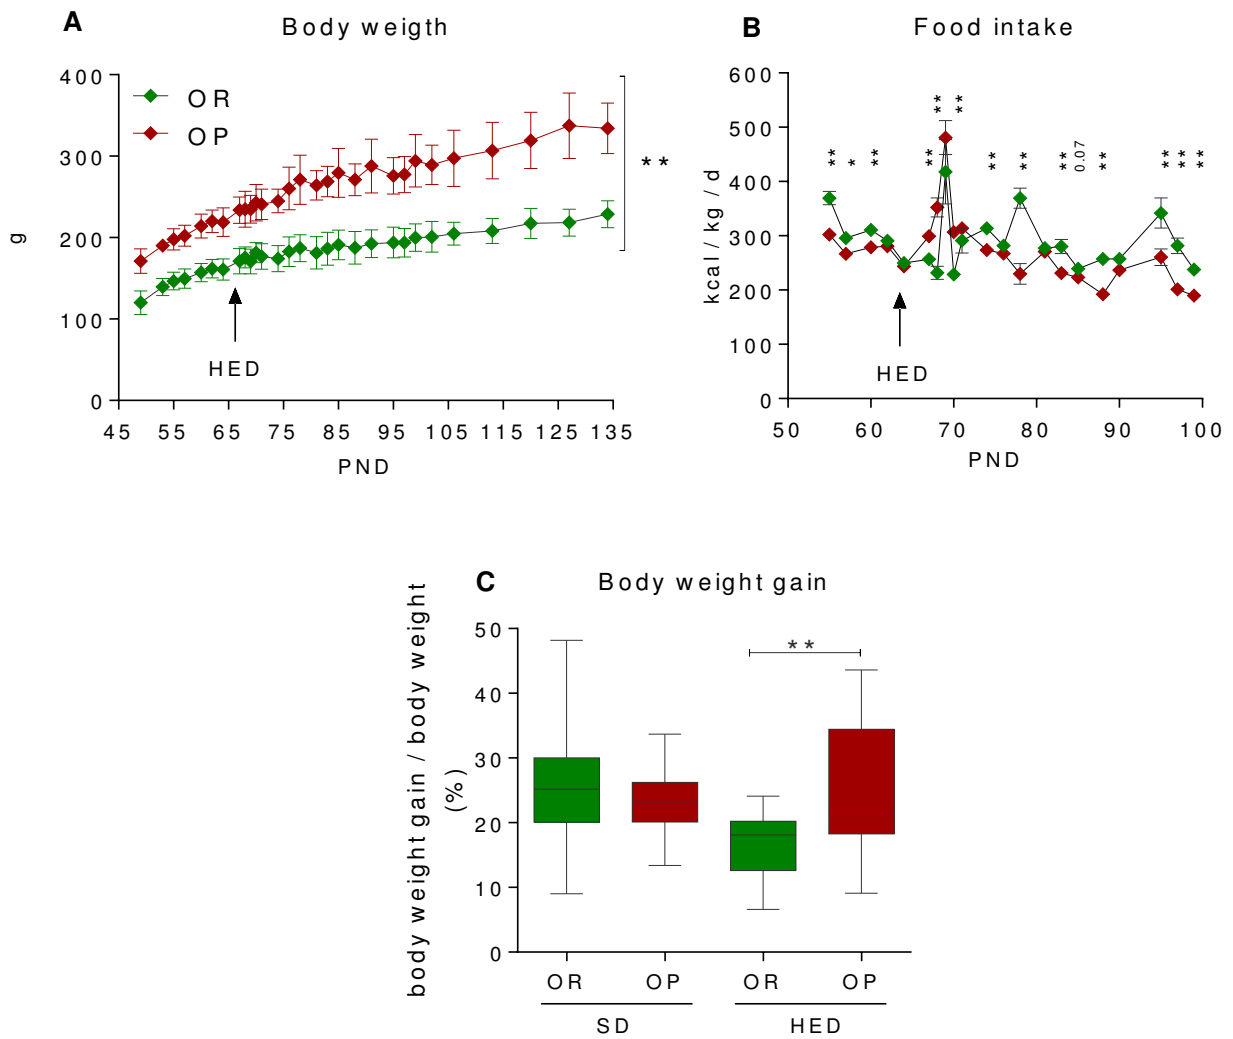 A
Body weigth
400
300
200
100
0
g
OR
OP
**
HED
45 55 65 75 85 95 105 115 125 135
PND
B
Food intake
600
500
400
300
200
100
0
kcal / kg / d
** * ** ** ** ** ** ** ** 0.07 ** ** ** **
HED
50 60 70 80 90 100
PND
C
Body weight gain
body weight gain / body weight
(%)
50
40
30
20
10
0
**
OR OP OR OP
SD HED